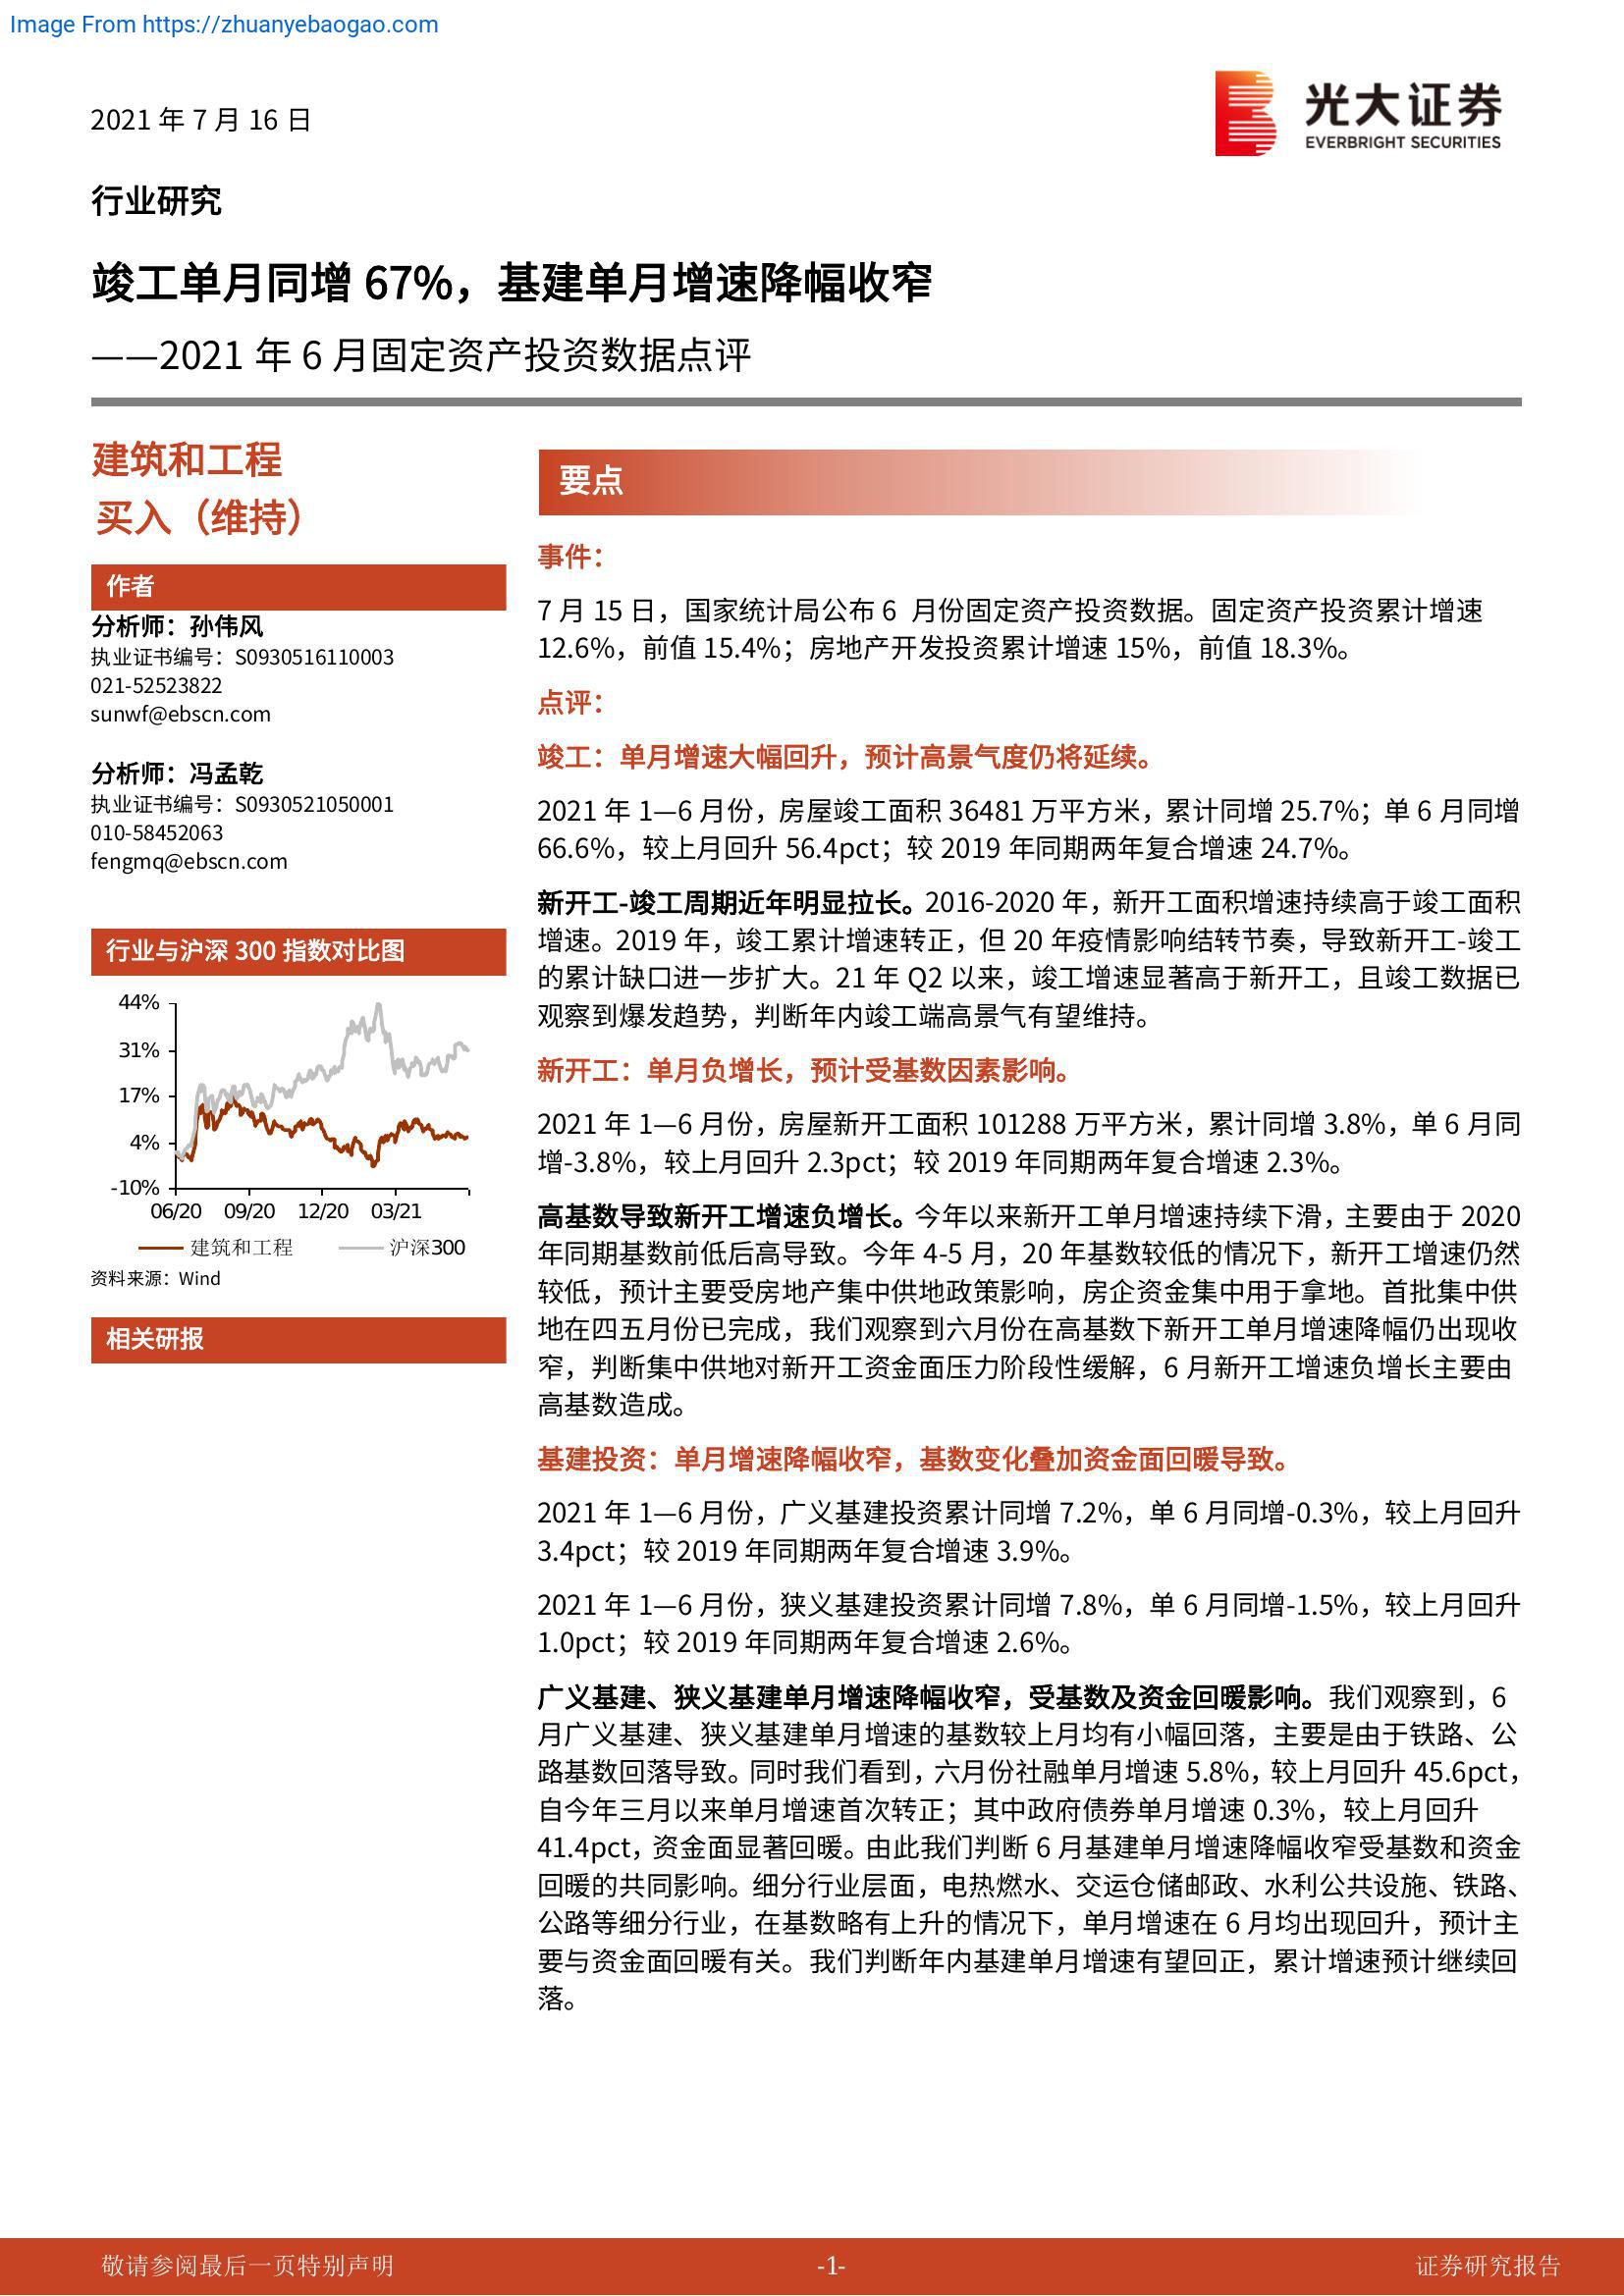 Image From https://zhuanyebaogao.com
2021 年 7 月 16 日
光大证券
EVERBRIGHT SECURITIES
行业研究
竣工单月同增 67%，基建单月增速降幅收窄
——2021 年 6 月固定资产投资数据点评
建筑和工程
买入（维持）
作者
分析师：孙伟风
执业证书编号：S0930516110003
021-52523822
sunwf@ebscn.com
分析师：冯孟乾
执业证书编号：S0930521050001
010-58452063
fengmq@ebscn.com
行业与沪深 300 指数对比图
44%
31%
17%
4%
-10%
06/20 09/20 12/20 03/21
建筑和工程 沪深300
资料来源：Wind
相关研报
要点
事件：
7 月 15 日，国家统计局公布 6 月份固定资产投资数据。固定资产投资累计增速
12.6%，前值 15.4%；房地产开发投资累计增速 15%，前值 18.3%。
点评：
竣工：单月增速大幅回升，预计高景气度仍将延续。
2021 年 1—6 月份，房屋竣工面积 36481 万平方米，累计同增 25.7%；单 6 月同增
66.6%，较上月回升 56.4pct；较 2019 年同期两年复合增速 24.7%。
新开工-竣工周期近年明显拉长。2016-2020 年，新开工面积增速持续高于竣工面积
增速。2019 年，竣工累计增速转正，但 20 年疫情影响结转节奏，导致新开工-竣工
的累计缺口进一步扩大。21 年 Q2 以来，竣工增速显著高于新开工，且竣工数据已
观察到爆发趋势，判断年内竣工端高景气有望维持。
新开工：单月负增长，预计受基数因素影响。
2021 年 1—6 月份，房屋新开工面积 101288 万平方米，累计同增 3.8%，单 6 月同
增-3.8%，较上月回升 2.3pct；较 2019 年同期两年复合增速 2.3%。
高基数导致新开工增速负增长。今年以来新开工单月增速持续下滑，主要由于 2020
年同期基数前低后高导致。今年 4-5 月，20 年基数较低的情况下，新开工增速仍然
较低，预计主要受房地产集中供地政策影响，房企资金集中用于拿地。首批集中供
地在四五月份已完成，我们观察到六月份在高基数下新开工单月增速降幅仍出现收
窄，判断集中供地对新开工资金面压力阶段性缓解，6 月新开工增速负增长主要由
高基数造成。
基建投资：单月增速降幅收窄，基数变化叠加资金面回暖导致。
2021 年 1—6 月份，广义基建投资累计同增 7.2%，单 6 月同增-0.3%，较上月回升
3.4pct；较 2019 年同期两年复合增速 3.9%。
2021 年 1—6 月份，狭义基建投资累计同增 7.8%，单 6 月同增-1.5%，较上月回升
1.0pct；较 2019 年同期两年复合增速 2.6%。
广义基建、狭义基建单月增速降幅收窄，受基数及资金回暖影响。我们观察到，6
月广义基建、狭义基建单月增速的基数较上月均有小幅回落，主要是由于铁路、公
路基数回落导致。同时我们看到，六月份社融单月增速 5.8%，较上月回升 45.6pct，
自今年三月以来单月增速首次转正；其中政府债券单月增速 0.3%，较上月回升
41.4pct，资金面显著回暖。由此我们判断 6 月基建单月增速降幅收窄受基数和资金
回暖的共同影响。细分行业层面，电热燃水、交运仓储邮政、水利公共设施、铁路、
公路等细分行业，在基数略有上升的情况下，单月增速在 6 月均出现回升，预计主
要与资金面回暖有关。我们判断年内基建单月增速有望回正，累计增速预计继续回
落。
敬请参阅最后一页特别声明
-1-
证券研究报告